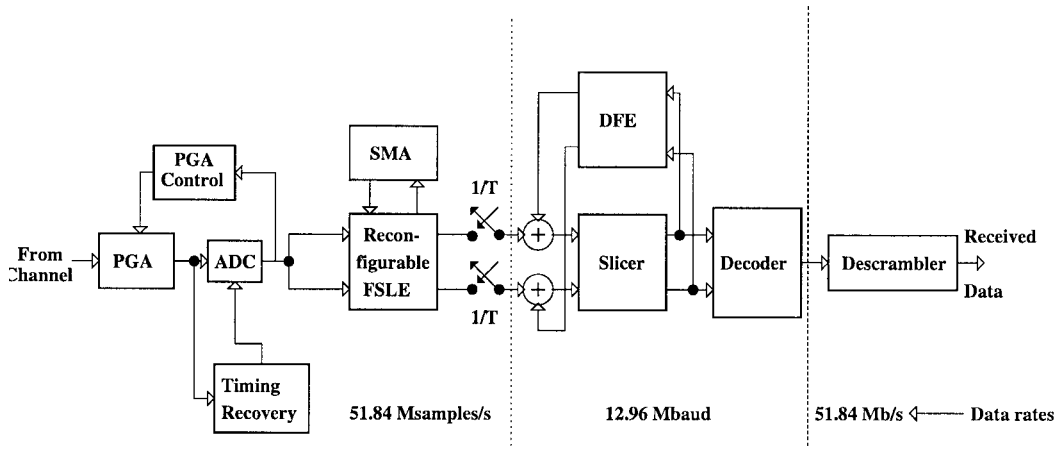 DFE
SMA
PGA
Control
1/T
From
Channel
PGA
ADC
Recon-
figurable
FSLE
+
+
Slicer
Decoder
Descrambler
Received
Data
1/T
Timing
Recovery
51.84 Msamples/s
12.96 Mbaud
51.84 Mb/s
Data rates